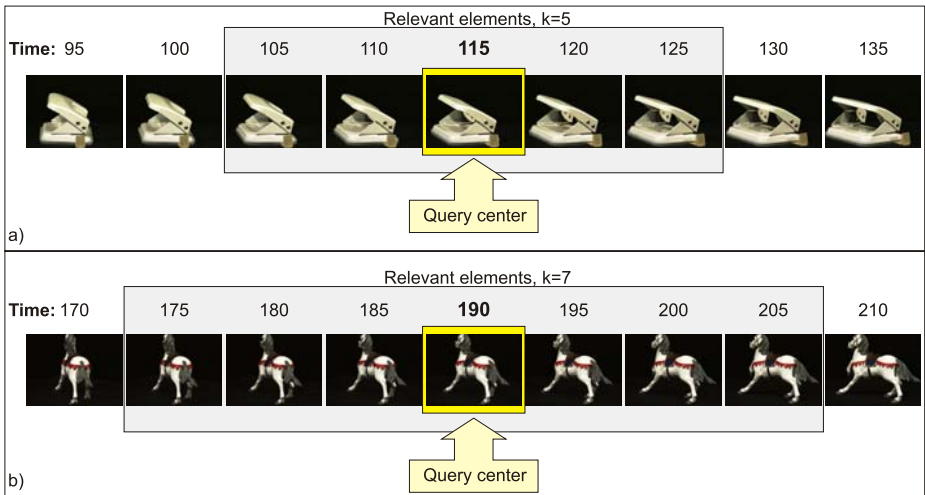 Relevant elements, k=5
Time: 95 100 105 110 115 120 125 130 135
Query center
a)
Relevant elements, k=7
Time: 170 175 180 185 190 195 200 205 210
Query center
b)